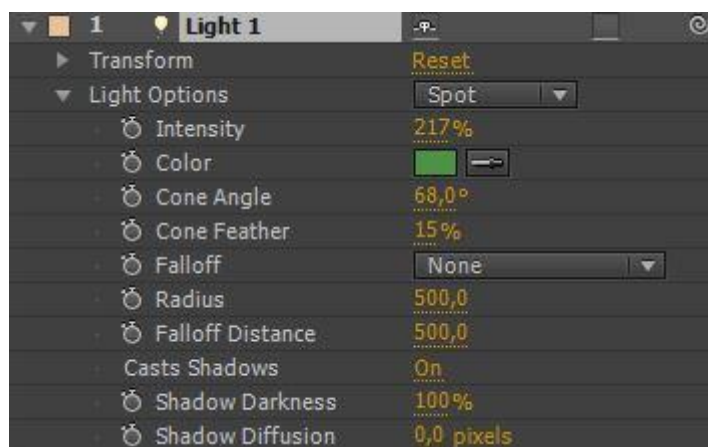 1 Light 1
Transform Reset
Light Options Spot
Intensity 217%
Color
Cone Angle 68,0°
Cone Feather 15%
Falloff None
Radius 500,0
Falloff Distance 500,0
Casts Shadows On
Shadow Darkness 100%
Shadow Diffusion 0,0 pixels